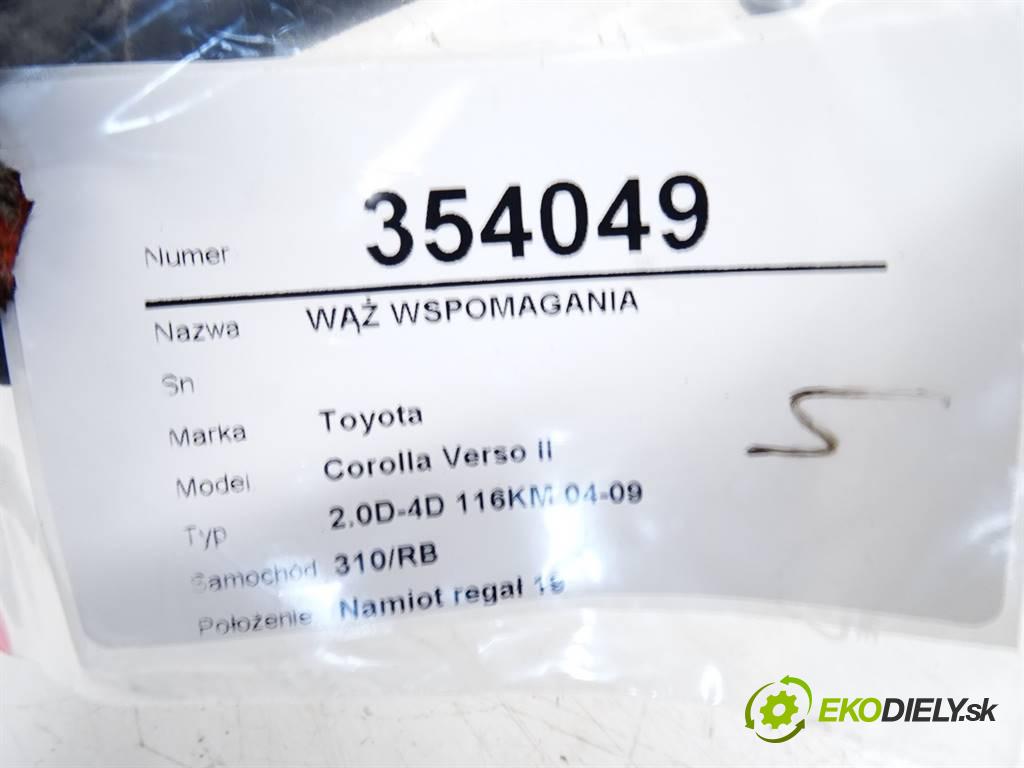 Numer 354049
Nazwa WĄŻ WSPOMAGANIA
Sn
Marka Toyota
Model Corolla Verso II
Typ 2.0D-4D 116KM 04-09
Samochód 310/RB
Położenie Namiot regał
EKODIELY.sk